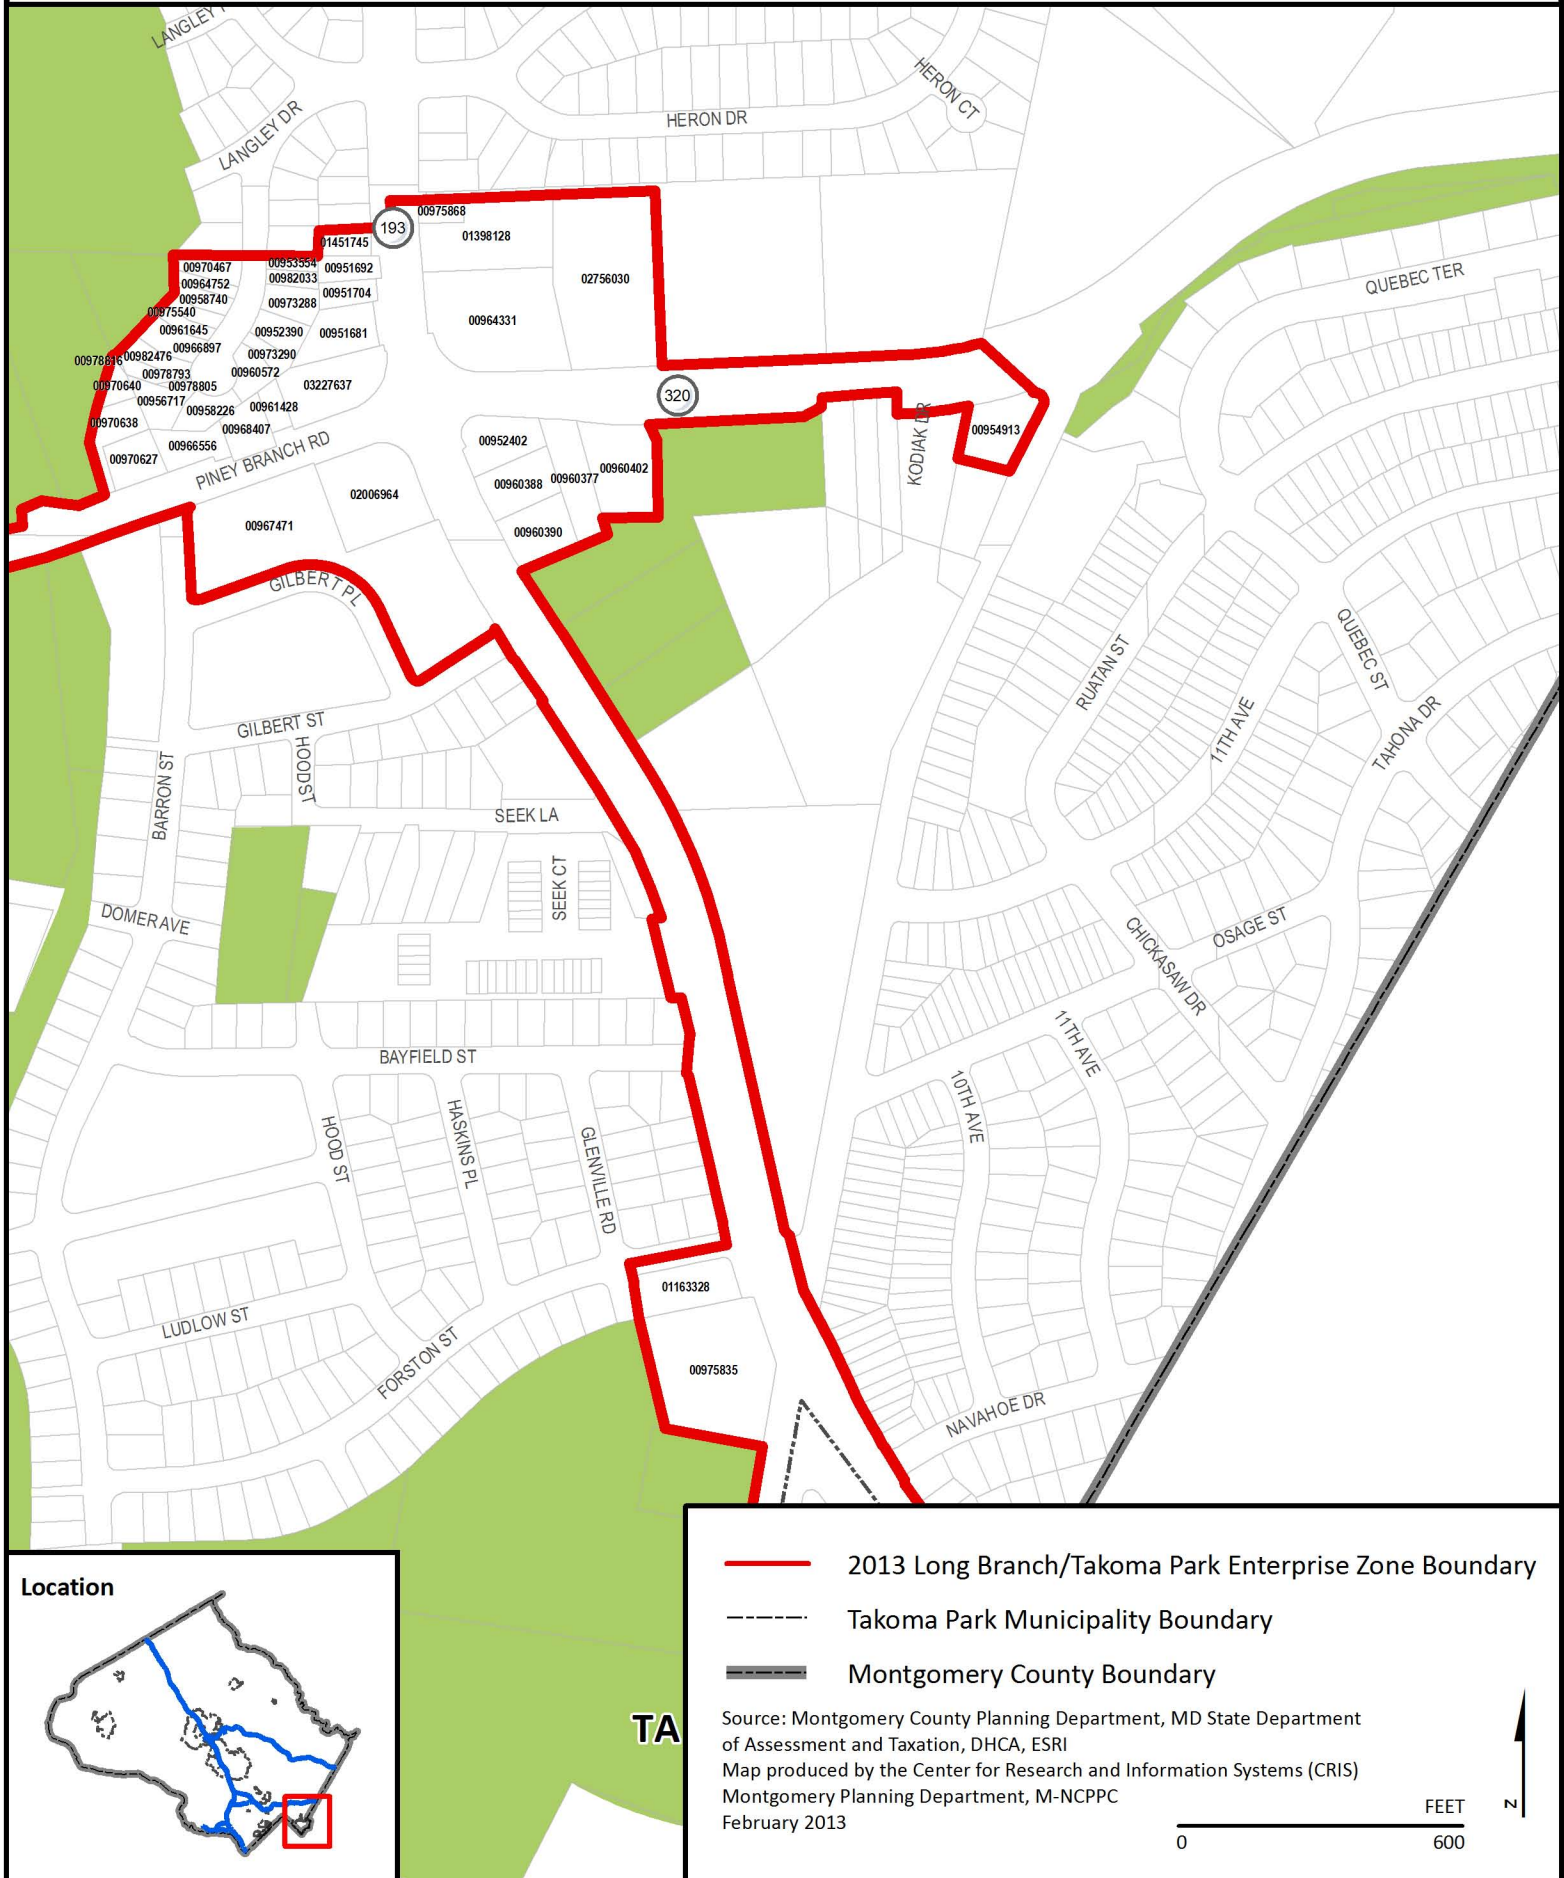 LANGLEY
HERON CT
HERON DR
LANGLEY DR
00975868
193
01398128
01451745
QUEBEC TER
00953554
00970467
00951692
00982033
02756030
00964752
00951704
00958740
00973288
00975540
00964331
00961645
00952390
00951681
00966897
00973290
00982476
00978816
00960572
00978793
00970640
00978805
03227637
320
00956717
00961428
00958226
00970638
00968407
00954913
KODIAK DR
00952402
00966556
00970627
PINEY BRANCH RD
00960402
00960377
00960388
02006964
00967471
00960390
GILBERT PL
QUEBEC ST
RUATAN ST
GILBERT ST
11TH AVE
TAHONA DR
HOOD ST
BARRON ST
SEEK LA
SEEK CT
DOMER AVE
OSAGE ST
CHICKASAW DR
11TH AVE
BAYFIELD ST
10TH AVE
HOOD ST
HASKINS PL
GLENVILLE RD
01163328
LUDLOW ST
FORSTON ST
00975835
NAVAHOE DR
2013 Long Branch/Takoma Park Enterprise Zone Boundary
Location
Takoma Park Municipality Boundary
Montgomery County Boundary
TA
Source: Montgomery County Planning Department, MD State Department
of Assessment and Taxation, DHCA, ESRI
Map produced by the Center for Research and Information Systems (CRIS)
Montgomery Planning Department, M-NCPPC
February 2013
FEET
0 600
N